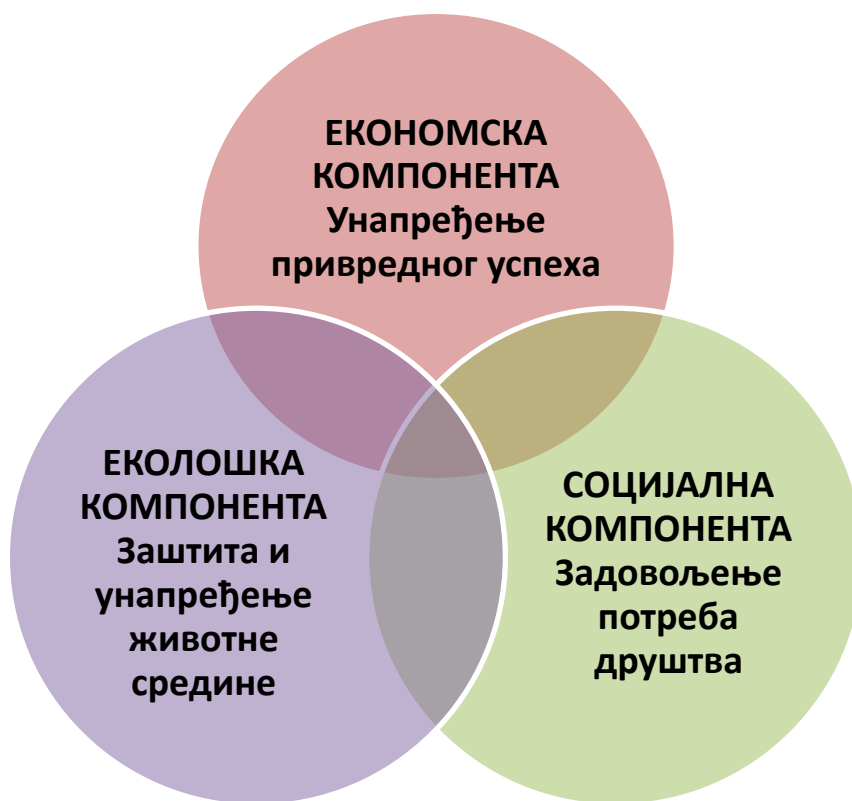 ЕКОНОМСКА
КОМПОНЕНТА
Унапређење
привредног успеха
ЕКОЛОШКА
КОМПОНЕНТА
Заштита и
унапређење
животне
средине
СОЦИЈАЛНА
КОМПОНЕНТА
Задовољење
потреба
друштва